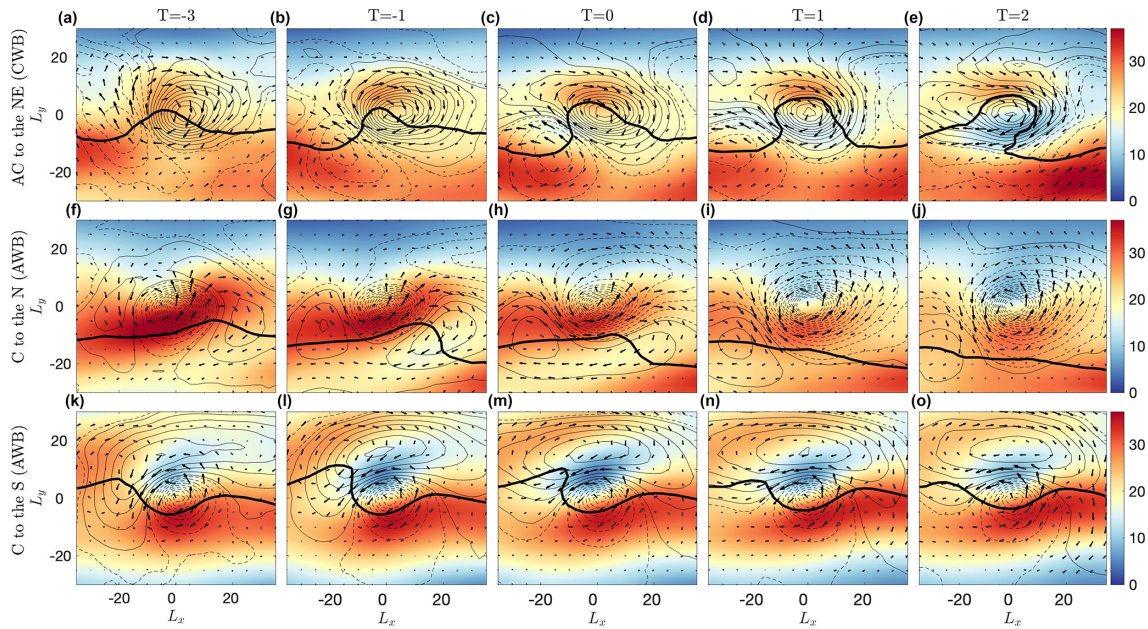 T=-3 T=-1 T=0 T=1 T=2
(a) (b) (c) (d) (e)
AC to the NE (CWB)
L_y
20
0
-20
30
20
10
0
(f) (g) (h) (i) (j)
C to the N (AWB)
L_y
20
0
-20
30
20
10
0
(k) (l) (m) (n) (o)
C to the S (AWB)
L_y
20
0
-20
30
20
10
0
-20 0 20 -20 0 20 -20 0 20 -20 0 20 -20 0 20
L_x L_x L_x L_x L_x